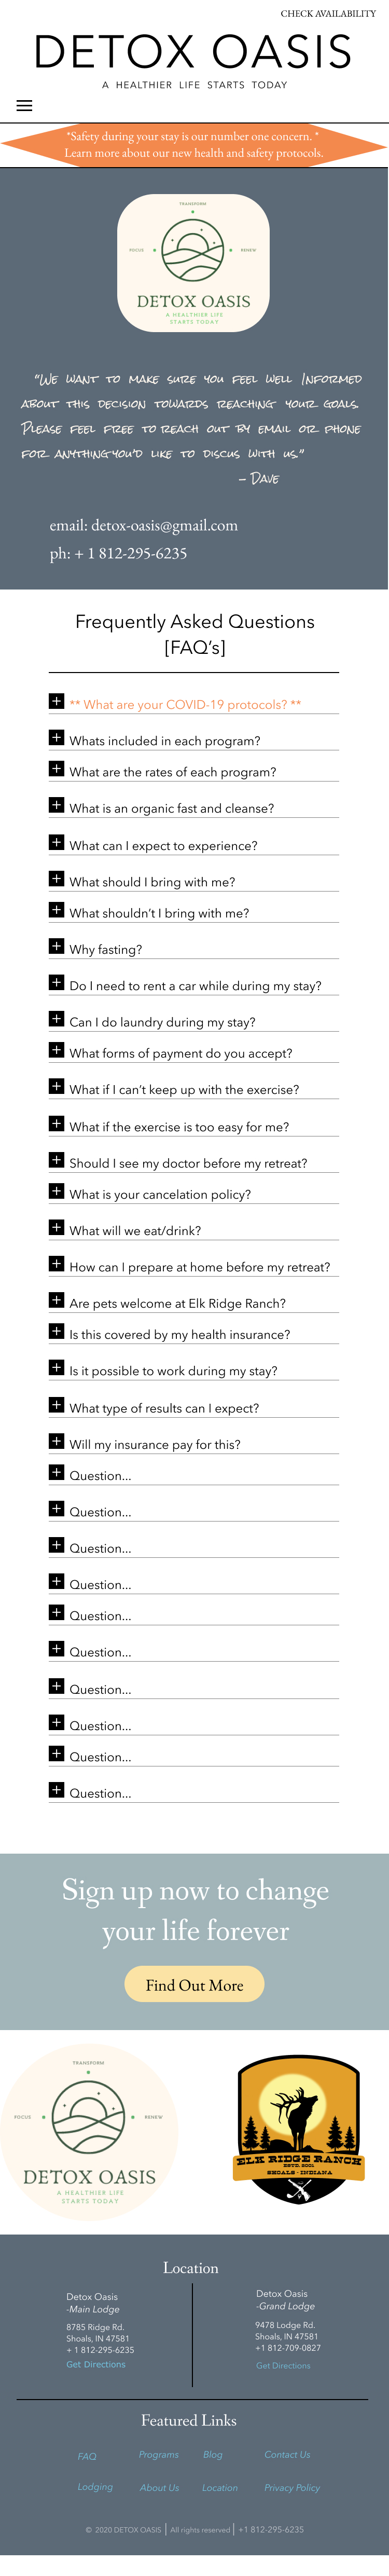 CHECK AVAILABILITY
DETOX OASIS
A HEALTHIER LIFE STARTS TODAY
*Safety during your stay is our number one concern. *
Learn more about our new health and safety protocols.
TRANSFORM
FOCUS
RENEW
DETOX OASIS
A HEALTHIER LIFE
STARTS TODAY
"We want to make sure you feel well Informed
about this decision towards reaching your goals.
Please feel free to reach out by email or phone
for anything you'd like to discus with us."
– Dave
email: detox-oasis@gmail.com
ph: + 1 812-295-6235
Frequently Asked Questions
[FAQ's]
** What are your COVID-19 protocols? **
Whats included in each program?
What are the rates of each program?
What is an organic fast and cleanse?
What can I expect to experience?
What should I bring with me?
What shouldn't I bring with me?
Why fasting?
Do I need to rent a car while during my stay?
Can I do laundry during my stay?
What forms of payment do you accept?
What if I can't keep up with the exercise?
What if the exercise is too easy for me?
Should I see my doctor before my retreat?
What is your cancelation policy?
What will we eat/drink?
How can I prepare at home before my retreat?
Are pets welcome at Elk Ridge Ranch?
Is this covered by my health insurance?
Is it possible to work during my stay?
What type of results can I expect?
Will my insurance pay for this?
Question...
Question...
Question...
Question...
Question...
Question...
Question...
Question...
Question...
Question...
Sign up now to change
your life forever
Find Out More
TRANSFORM
FOCUS
RENEW
DETOX OASIS
A HEALTHIER LIFE
STARTS TODAY
ELK RIDGE RANCH
ESTD. 2001
SHOALS - INDIANA
Location
Detox Oasis
-Main Lodge
8785 Ridge Rd.
Shoals, IN 47581
+ 1 812-295-6235
Get Directions
Detox Oasis
-Grand Lodge
9478 Lodge Rd.
Shoals, IN 47581
+1 812-709-0827
Get Directions
Featured Links
FAQ Programs Blog Contact Us
Lodging About Us Location Privacy Policy
© 2020 DETOX OASIS | All rights reserved | +1 812-295-6235